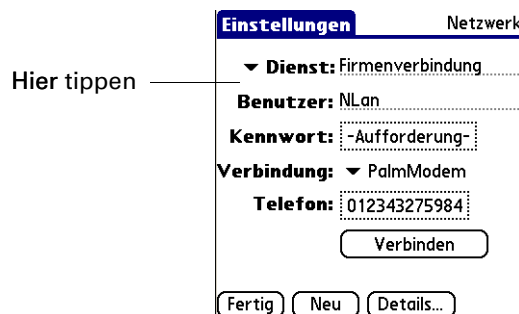 Einstellungen Netzwerk
Dienst: Firmenverbindung
Hier tippen
Benutzer: NLan
Kennwort: -Aufforderung-
Verbindung: PalmModem
Telefon: 012343275984
Verbinden
Fertig Neu Details...